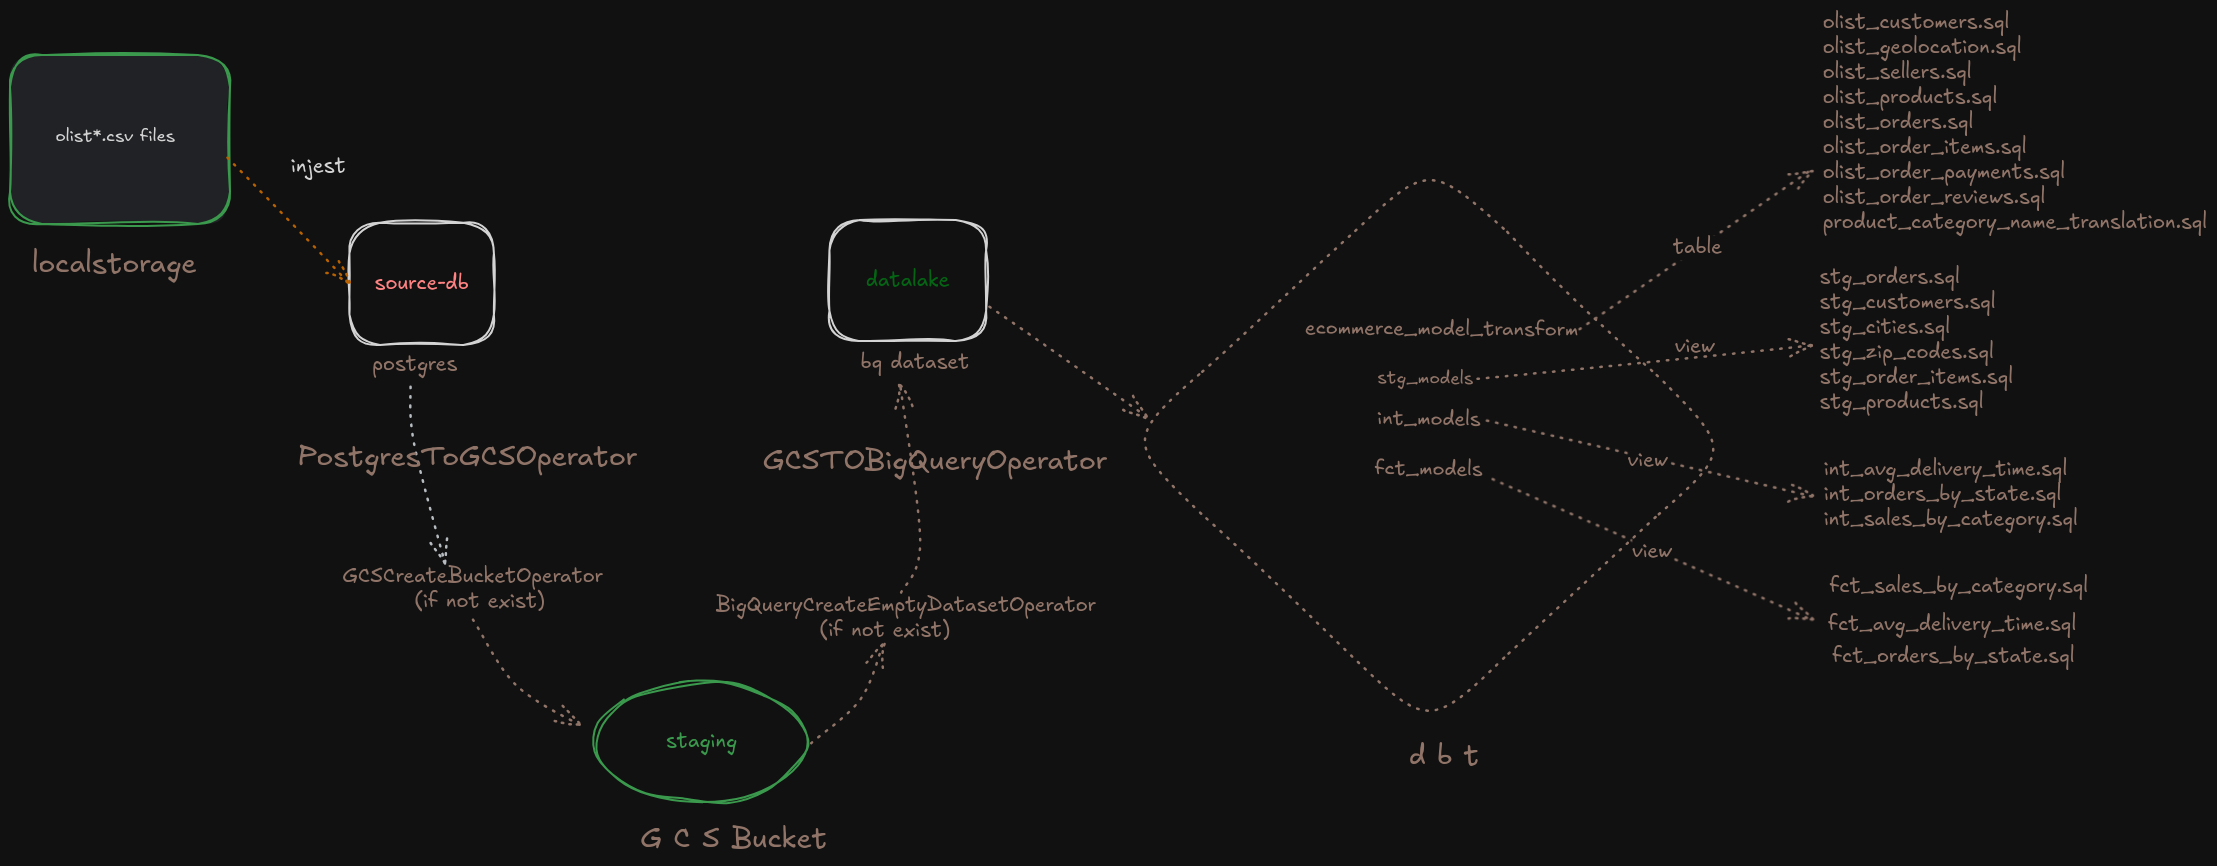 olist*.csv files
localstorage
injest
source-db
postgres
PostgresToGCSOperator
GCSCreateBucketOperator
(if not exist)
staging
G C S Bucket
BigQueryCreateEmptyDatasetOperator
(if not exist)
GCSTOBigQueryOperator
datalake
bq dataset
ecommerce_model_transform
stg_models
int_models
fct_models
d b t
table
olist_customers.sql
olist_geolocation.sql
olist_sellers.sql
olist_products.sql
olist_orders.sql
olist_order_items.sql
olist_order_payments.sql
olist_order_reviews.sql
product_category_name_translation.sql
view
stg_orders.sql
stg_customers.sql
stg_cities.sql
stg_zip_codes.sql
stg_order_items.sql
stg_products.sql
view
int_avg_delivery_time.sql
int_orders_by_state.sql
int_sales_by_category.sql
view
fct_sales_by_category.sql
fct_avg_delivery_time.sql
fct_orders_by_state.sql